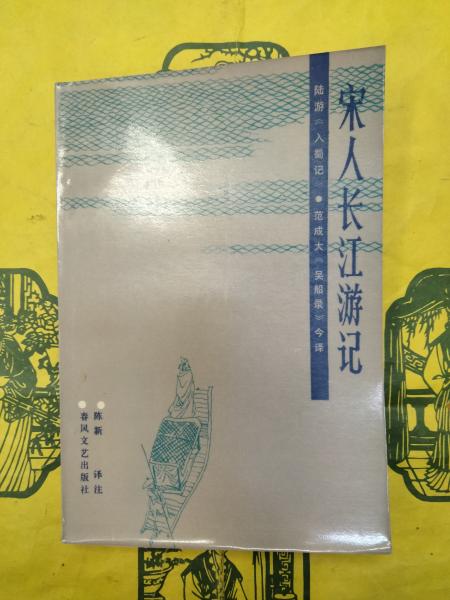 宋人长江游记
陆游《入蜀记》●范成大《吴船录》今译
陈新 译注
春风文艺出版社